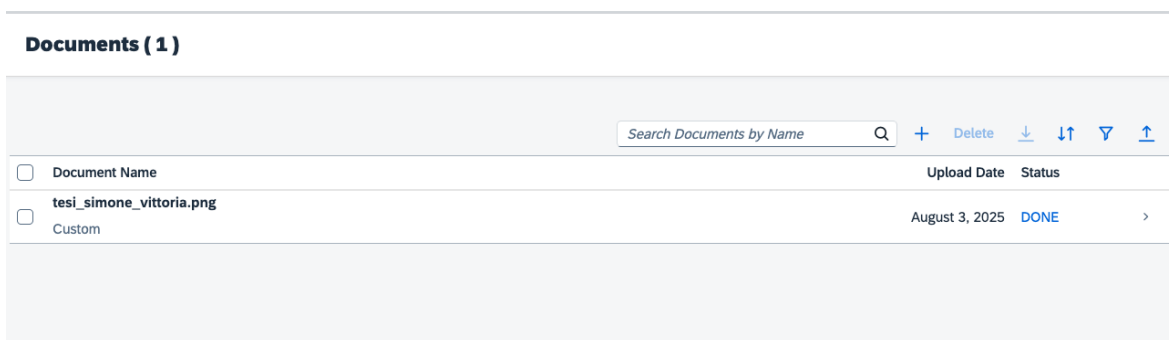 Documents ( 1 )
Search Documents by Name
Delete
Document Name Upload Date Status
tesi_simone_vittoria.png
Custom
August 3, 2025 DONE